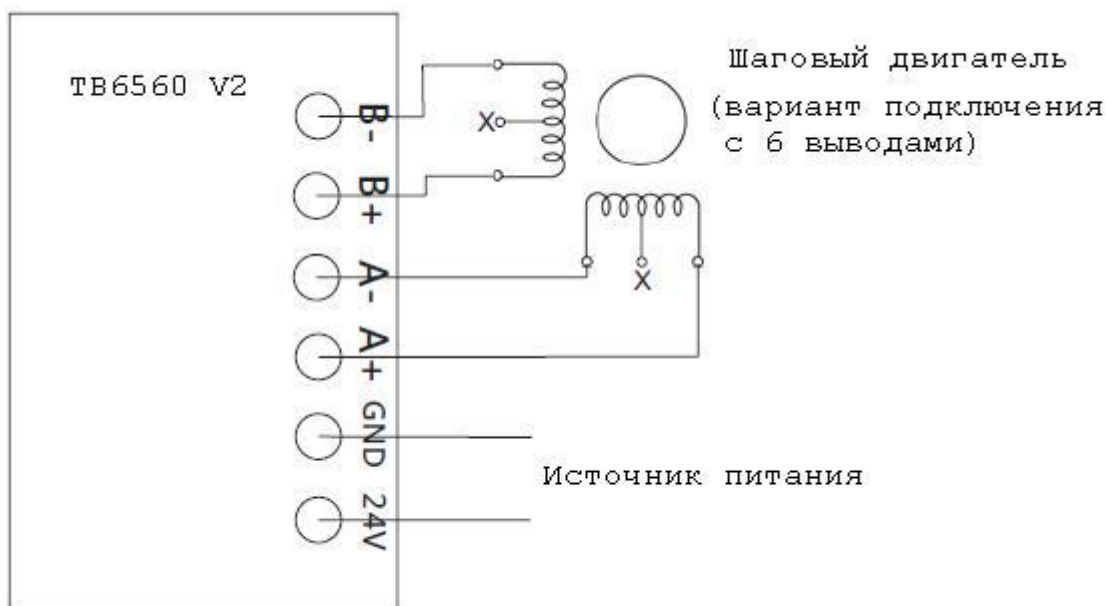 TB6560 V2
B-
B+
A-
A+
GND
24V
X
X
Шаговый двигатель
(вариант подключения
с 6 выводами)
Источник питания